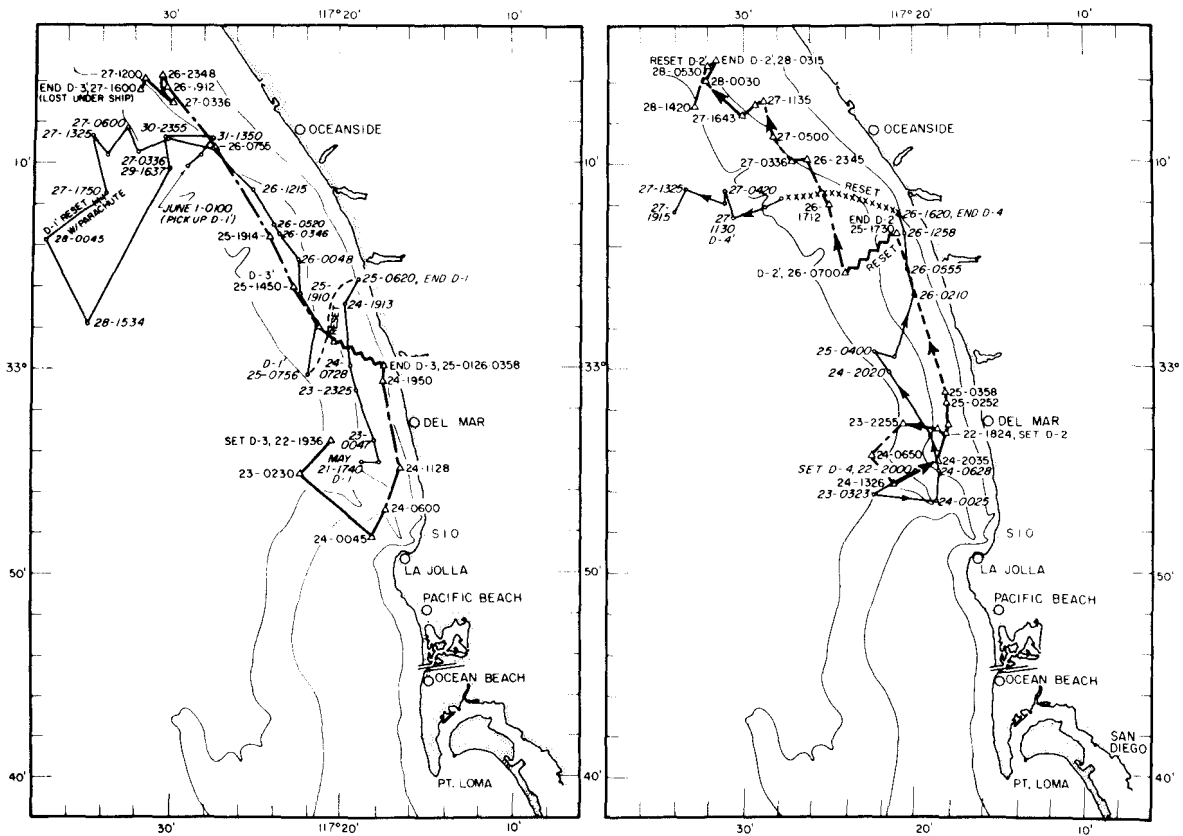 30'
117°20'
10'
27-1200
26-2348
END D-3', 27-1600
(LOST UNDER SHIP)
26-1912
27-0336
27-0600
27-1325
30-2355
31-1350
OCEANSIDE
26-0755
10'
27-0336
29-1637
27-1750
JUNE 1-0100
(PICK UP D-1')
26-1215
D-1' RESET
W/PARACHUTE
28-0045
26-0520
26-0346
25-1914
26-0048
D-3'
25-1450
25-
1910
25-0620, END D-1
24-1913
RESET
28-1534
D-1'
25-0756
24-
0728
END D-3, 25-0126-0358
33°
23-2325
24-1950
DEL MAR
SET D-3, 22-1936
23-
0047
MAY
21-1740
D-1
23-0230
24-1128
24-0600
24-0045
SIO
50'
LA JOLLA
PACIFIC BEACH
OCEAN BEACH
40'
PT. LOMA
30'
117°20'
10'
30'
117°20'
10'
RESET D-2'
END D-2', 28-0315
28-0530
28-0030
28-1420
27-1135
27-1643
OCEANSIDE
27-0500
10'
27-0336
26-2345
27-1325
27-0420
RESET
27-
1915
27
1130
D-4'
26-
1712
26-1620, END D-4
END D-2
25-1730
26-1258
RESET
D-2', 26-0700
26-0555
26-0210
25-0400
33°
24-2020
25-0358
25-0252
DEL MAR
23-2255
22-1824, SET D-2
24-0650
24-2035
SET D-4, 22-2000
24-0628
24-1326
23-0323
24-0025
SIO
50'
LA JOLLA
PACIFIC BEACH
OCEAN BEACH
SAN
DIEGO
40'
PT. LOMA
30'
117°20'
10'